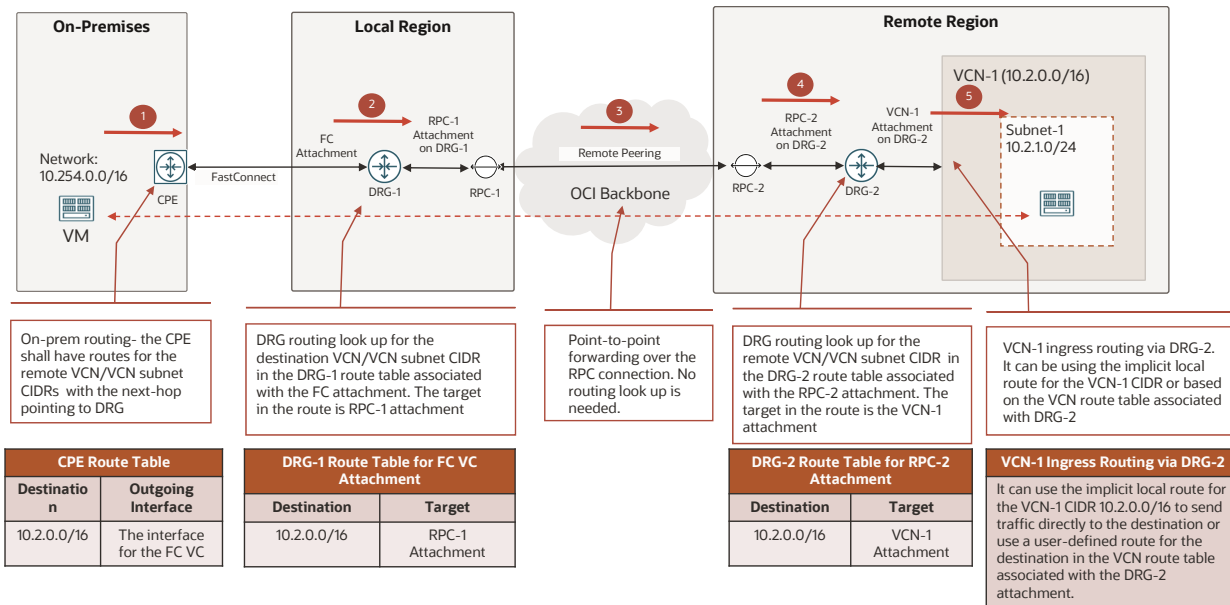 On-Premises
Local Region
Remote Region
VCN-1 (10.2.0.0/16)
1
2
3
4
5
Network:
10.254.0.0/16
CPE
VM
FastConnect
FC
Attachment
DRG-1
RPC-1
Attachment
on DRG-1
RPC-1
Remote Peering
OCI Backbone
RPC-2
RPC-2
Attachment
on DRG-2
DRG-2
VCN-1
Attachment
on DRG-2
Subnet-1
10.2.1.0/24
On-prem routing- the CPE
shall have routes for the
remote VCN/VCN subnet
CIDRs with the next-hop
pointing to DRG
DRG routing look up for the
destination VCN/VCN subnet CIDR
in the DRG-1 route table associated
with the FC attachment. The target
in the route is RPC-1 attachment
Point-to-point
forwarding over the
RPC connection. No
routing look up is
needed.
DRG routing look up for the
remote VCN/VCN subnet CIDR in
the DRG-2 route table associated
with the RPC-2 attachment. The
target in the route is the VCN-1
attachment
VCN-1 ingress routing via DRG-2.
It can be using the implicit local
route for the VCN-1 CIDR or based
on the VCN route table associated
with DRG-2
CPE Route Table
Destinatio
n
Outgoing
Interface
10.2.0.0/16
The interface
for the FC VC
DRG-1 Route Table for FC VC
Attachment
Destination
Target
10.2.0.0/16
RPC-1
Attachment
DRG-2 Route Table for RPC-2
Attachment
Destination
Target
10.2.0.0/16
VCN-1
Attachment
VCN-1 Ingress Routing via DRG-2
It can use the implicit local route for
the VCN-1 CIDR 10.2.0.0/16 to send
traffic directly to the destination or
use a user-defined route for the
destination in the VCN route table
associated with the DRG-2
attachment.